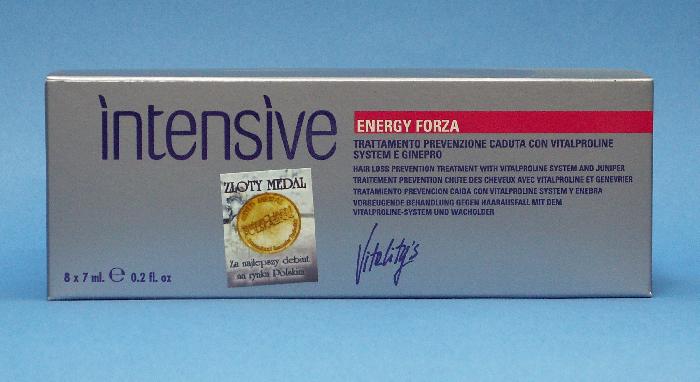 intensive
ENERGY FORZA
TRATTAMENTO PREVENZIONE CADUTA CON VITALPROLINE
SYSTEM E GINEPRO
HAIR LOSS PREVENTION TREATMENT WITH VITALPROLINE SYSTEM AND JUNIPER
TRAITEMENT PREVENTION CHUTE DES CHEVEUX AVEC VITALPROLINE ET GENEVRIER
TRATAMIENTO PREVENCION CAIDA CON VITALPROLINE SYSTEM Y ENEBRA
VORBEUGENDE BEHANDLUNG GEGEN HAARAUSFALL MIT DEM
VITALPROLINE-SYSTEM UND WACHOLDER
ZŁOTY MEDAL
Za najlepszy debiut
na rynku Polskim
Vitality's
8 x 7 ml. ℮ 0.2 fl. oz